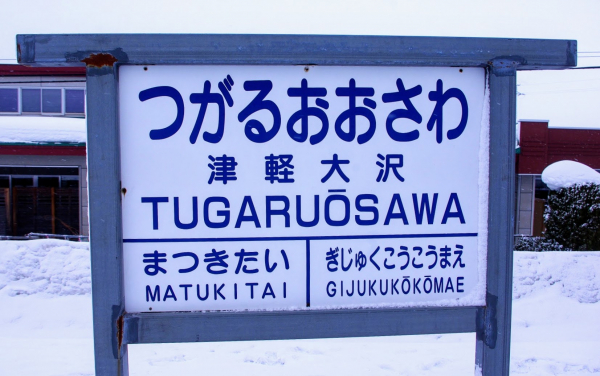 つがるおおさわ
津軽大沢
TUGARUŌSAWA
まつきたい
MATUKITAI
ぎじゅくこうこうまえ
GIJUKUKŌKŌMAE